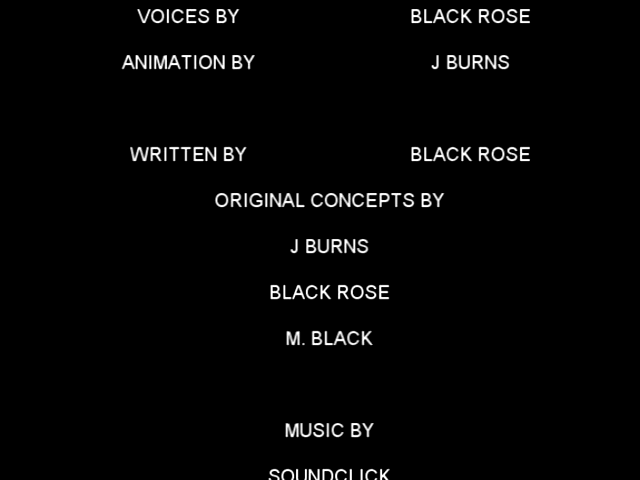 VOICES BY BLACK ROSE
ANIMATION BY J BURNS
WRITTEN BY BLACK ROSE
ORIGINAL CONCEPTS BY
J BURNS
BLACK ROSE
M. BLACK
MUSIC BY
SOUNDCLICK